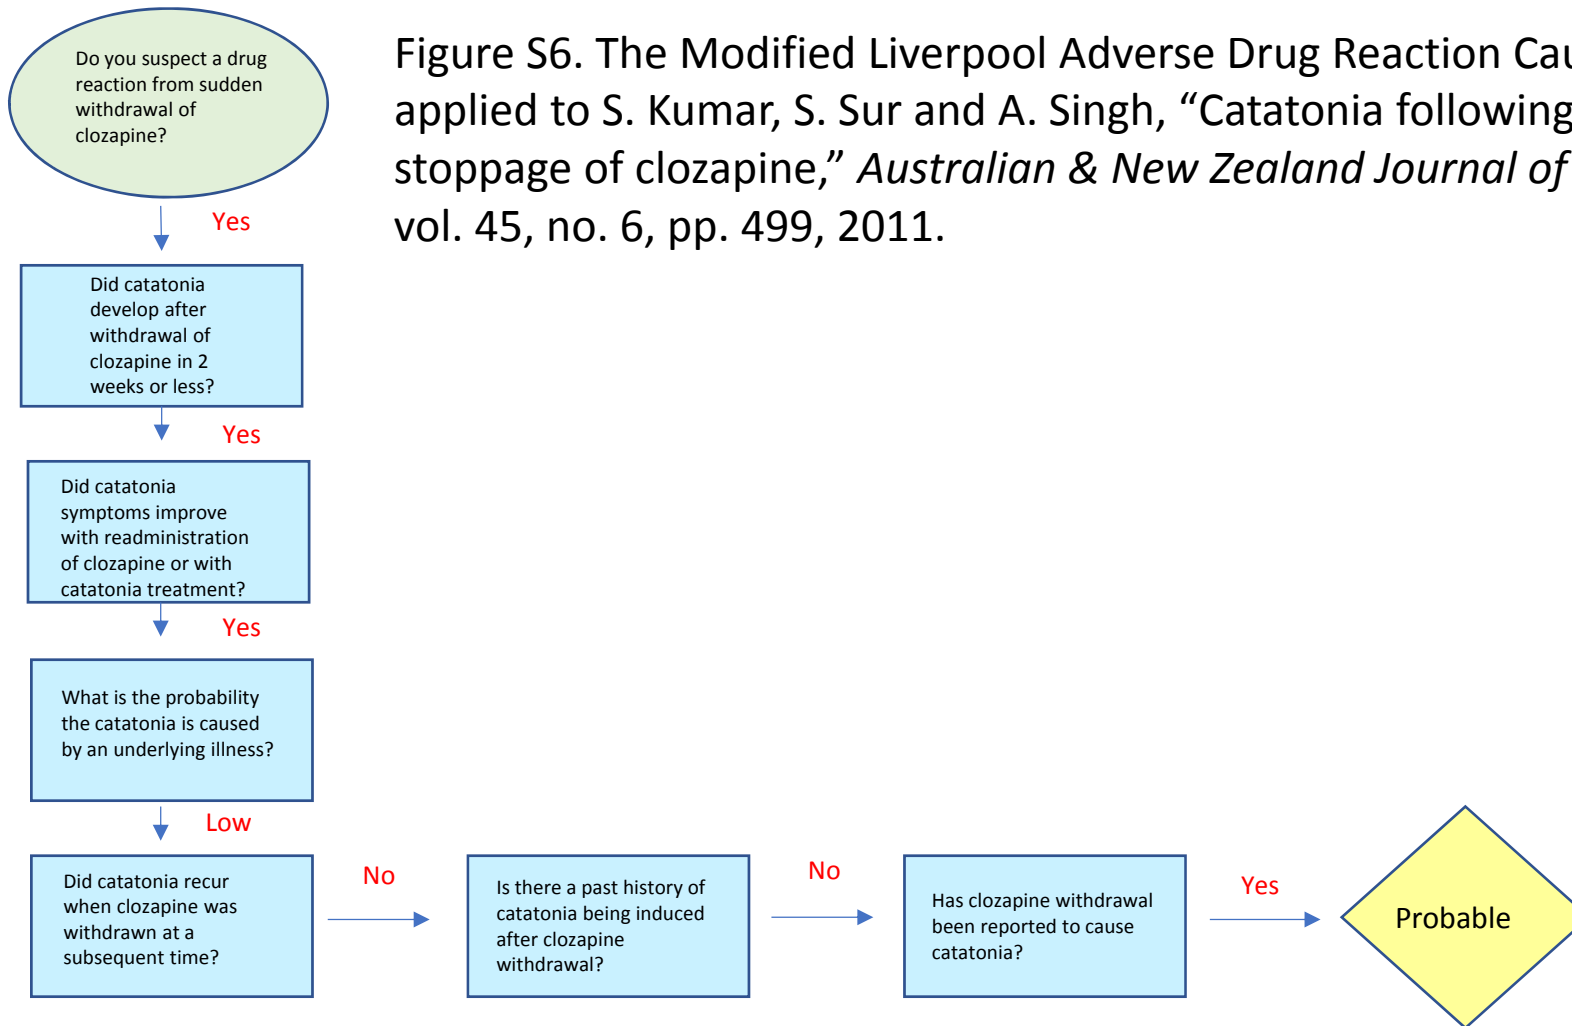 Do you suspect a drug
reaction from sudden
withdrawal of
clozapine?
Figure S6. The Modified Liverpool Adverse Drug Reaction
applied to S. Kumar, S. Sur and A. Singh, “Catatonia following
stoppage of clozapine,” Australian & New Zealand Journal of
vol. 45, no. 6, pp. 499, 2011.
Yes
Did catatonia
develop after
withdrawal of
clozapine in 2
weeks or less?
Yes
Did catatonia
symptoms improve
with readministration
of clozapine or with
catatonia treatment?
Yes
What is the probability
the catatonia is caused
by an underlying illness?
Low
Did catatonia recur
when clozapine was
withdrawn at a
subsequent time?
No
Is there a past history of
catatonia being induced
after clozapine
withdrawal?
No
Has clozapine withdrawal
been reported to cause
catatonia?
Yes
Probable